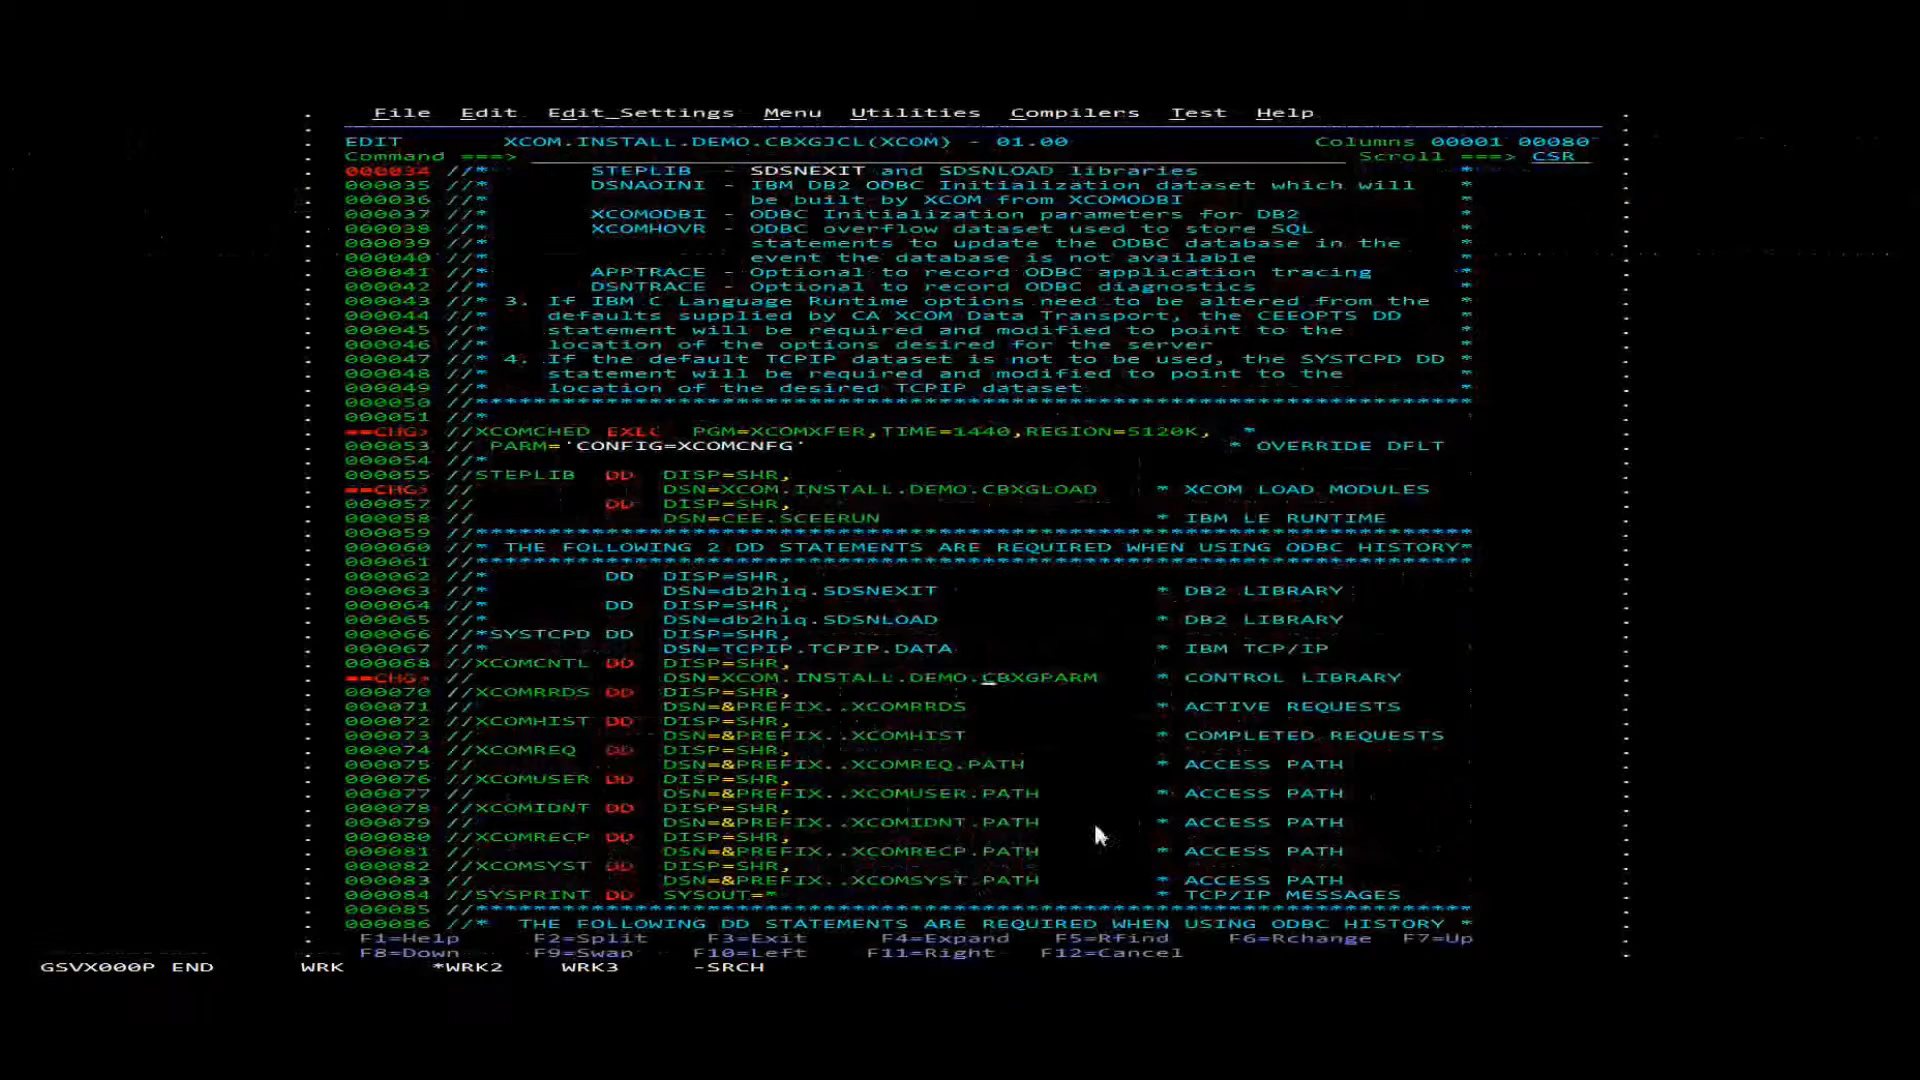 File  Edit  Edit_Settings  Menu  Utilities  Compilers  Test  Help
EDIT       XCOM.INSTALL.DEMO.CBXGJCL(XCOM) - 01.00                  Columns 00001 00080
Command ===>                                                           Scroll ===> CSR
000034 //*       STEPLIB  - SDSNEXIT and SDSNLOAD libraries                   *
000035 //*       DSNAOINI - IBM DB2 ODBC Initialization dataset which will    *
000036 //*                  be built by XCOM from XCOMODBI                    *
000037 //*       XCOMODBI - ODBC Initialization parameters for DB2            *
000038 //*       XCOMHOVR - ODBC overflow dataset used to store SQL           *
000039 //*                  statements to update the ODBC database in the     *
000040 //*                  event the database is not available               *
000041 //*       APPTRACE - Optional to record ODBC application tracing       *
000042 //*       DSNTRACE - Optional to record ODBC diagnostics               *
000043 //* 3. If IBM C Language Runtime options need to be altered from the   *
000044 //*    defaults supplied by CA XCOM Data Transport, the CEEOPTS DD     *
000045 //*    statement will be required and modified to point to the         *
000046 //*    location of the options desired for the server                  *
000047 //* 4. If the default TCPIP dataset is not to be used, the SYSTCPD DD  *
000048 //*    statement will be required and modified to point to the         *
000049 //*    location of the desired TCPIP dataset                           *
000050 //*********************************************************************
000051 //*
==CHG> //XCOMCHED EXEC  PGM=XCOMXFER,TIME=1440,REGION=5120K,  *
000053 // PARM='CONFIG=XCOMCNFG'                              * OVERRIDE DFLT
000054 //*
000055 //STEPLIB  DD  DISP=SHR,
==CHG> //             DSN=XCOM.INSTALL.DEMO.CBXGLOAD    * XCOM LOAD MODULES
000057 //         DD  DISP=SHR,
000058 //             DSN=CEE.SCEERUN                   * IBM LE RUNTIME
000059 //*********************************************************************
000060 //* THE FOLLOWING 2 DD STATEMENTS ARE REQUIRED WHEN USING ODBC HISTORY*
000061 //*********************************************************************
000062 //*        DD  DISP=SHR,
000063 //*            DSN=db2hlq.SDSNEXIT               * DB2 LIBRARY
000064 //*        DD  DISP=SHR,
000065 //*            DSN=db2hlq.SDSNLOAD               * DB2 LIBRARY
000066 //*SYSTCPD DD  DISP=SHR,
000067 //*            DSN=TCPIP.TCPIP.DATA              * IBM TCP/IP
000068 //XCOMCNTL DD  DISP=SHR,
==CHG> //             DSN=XCOM.INSTALL.DEMO.CBXGPARM    * CONTROL LIBRARY
000070 //XCOMRRDS DD  DISP=SHR,
000071 //             DSN=&PREFIX..XCOMRRDS             * ACTIVE REQUESTS
000072 //XCOMHIST DD  DISP=SHR,
000073 //             DSN=&PREFIX..XCOMHIST             * COMPLETED REQUESTS
000074 //XCOMREQ  DD  DISP=SHR,
000075 //             DSN=&PREFIX..XCOMREQ.PATH         * ACCESS PATH
000076 //XCOMUSER DD  DISP=SHR,
000077 //             DSN=&PREFIX..XCOMUSER.PATH        * ACCESS PATH
000078 //XCOMIDNT DD  DISP=SHR,
000079 //             DSN=&PREFIX..XCOMIDNT.PATH        * ACCESS PATH
000080 //XCOMRECP DD  DISP=SHR,
000081 //             DSN=&PREFIX..XCOMRECP.PATH        * ACCESS PATH
000082 //XCOMSYST DD  DISP=SHR,
000083 //             DSN=&PREFIX..XCOMSYST.PATH        * ACCESS PATH
000084 //SYSPRINT DD  SYSOUT=*                          * TCP/IP MESSAGES
000085 //*********************************************************************
000086 //*  THE FOLLOWING DD STATEMENTS ARE REQUIRED WHEN USING ODBC HISTORY *
F1=Help  F2=Split  F3=Exit  F4=Expand  F5=Rfind  F6=Rchange  F7=Up
F8=Down  F9=Swap  F10=Left  F11=Right  F12=Cancel
GSVX000P END      WRK      *WRK2    WRK3     -SRCH